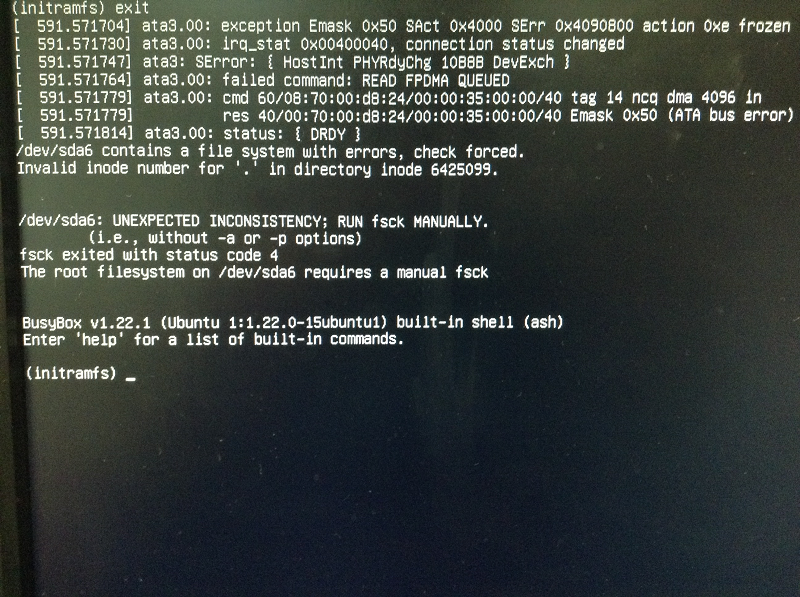 (initramfs) exit
[  591.571704] ata3.00: exception Emask 0x50 SAct 0x4000 SErr 0x4090800 action 0xe frozen
[  591.571730] ata3.00: irq_stat 0x00400040, connection status changed
[  591.571747] ata3: SError: { HostInt PHYRdyChg 10B8B DevExch }
[  591.571764] ata3.00: failed command: READ FPDMA QUEUED
[  591.571779] ata3.00: cmd 60/08:70:00:d8:24/00:00:35:00:00/40 tag 14 ncq dma 4096 in
[  591.571779]          res 40/00:70:00:d8:24/00:00:35:00:00/40 Emask 0x50 (ATA bus error)
[  591.571814] ata3.00: status: { DRDY }
/dev/sda6 contains a file system with errors, check forced.
Invalid inode number for '.' in directory inode 6425099.
/dev/sda6: UNEXPECTED INCONSISTENCY; RUN fsck MANUALLY.
(i.e., without -a or -p options)
fsck exited with status code 4
The root filesystem on /dev/sda6 requires a manual fsck
BusyBox v1.22.1 (Ubuntu 1:1.22.0-15ubuntu1) built-in shell (ash)
Enter 'help' for a list of built-in commands.
(initramfs) _